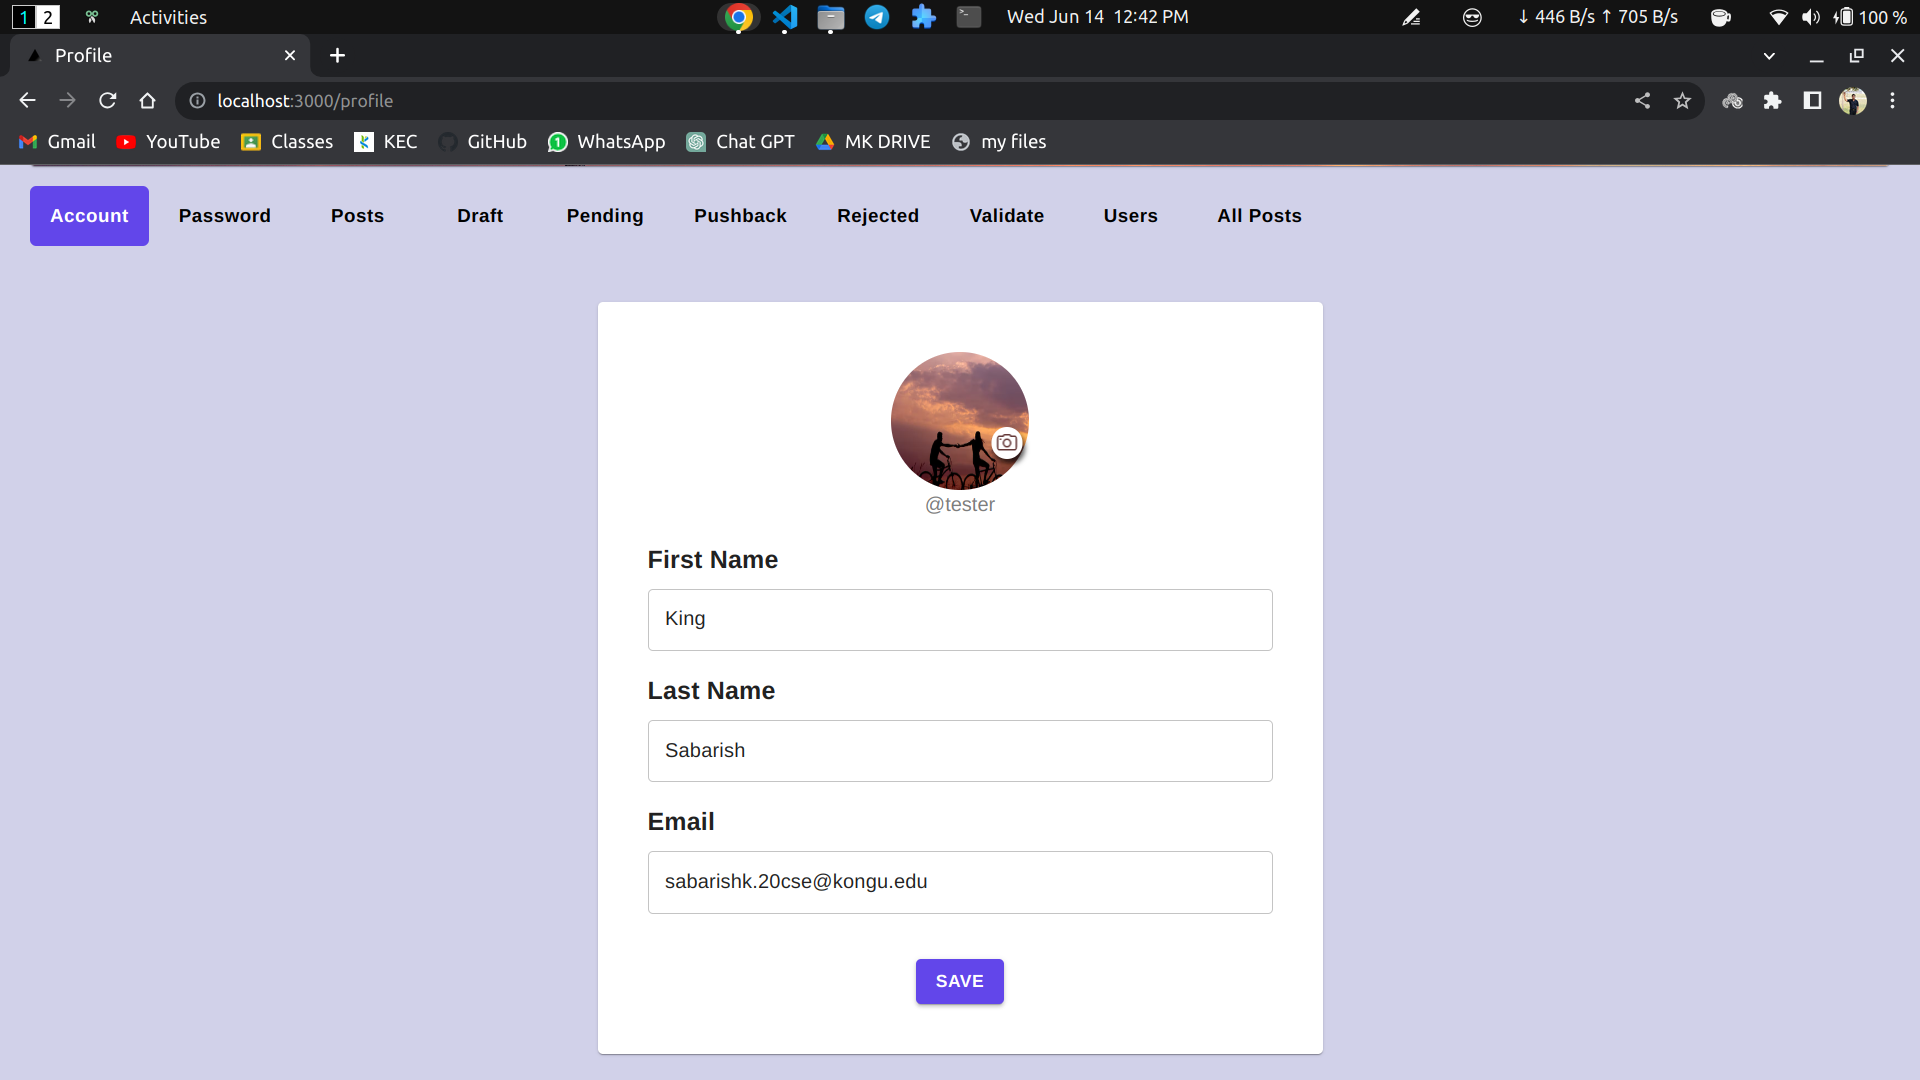 1 2 Activities Wed Jun 14 12:42 PM ↓ 446 B/s ↑ 705 B/s 100 %
Profile
localhost:3000/profile
Gmail YouTube Classes KEC GitHub 1 WhatsApp Chat GPT MK DRIVE my files
Account Password Posts Draft Pending Pushback Rejected Validate Users All Posts
@tester
First Name
King
Last Name
Sabarish
Email
sabarishk.20cse@kongu.edu
SAVE